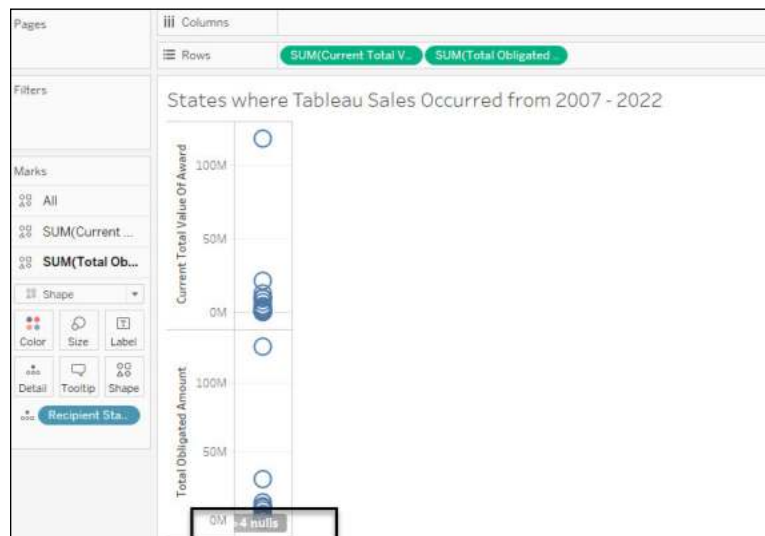 Pages
iii Columns
Rows
SUM(Current Total V..
SUM(Total Obligated ..
Filters
States where Tableau Sales Occurred from 2007 - 2022
Marks
All
SUM(Current ...
SUM(Total Ob...
Shape
Color
Size
Label
Detail
Tooltip
Shape
Recipient Sta..
Current Total Value Of Award
100M
50M
0M
Total Obligated Amount
100M
50M
0M
4 nulls